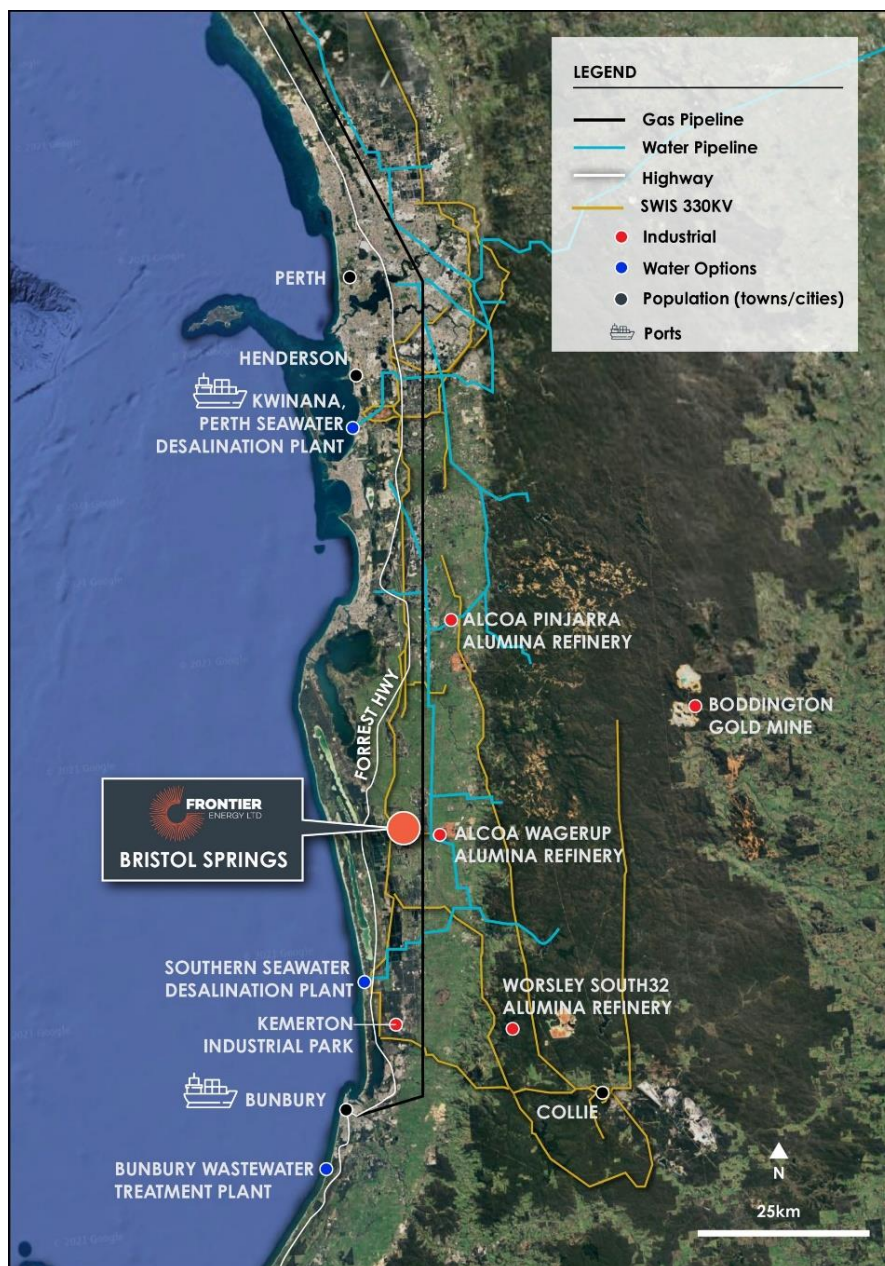 LEGEND
Gas Pipeline
Water Pipeline
Highway
SWIS 330KV
Industrial
Water Options
Population (towns/cities)
Ports
PERTH
HENDERSON
KWINANA,
PERTH SEAWATER
DESALINATION PLANT
ALCOA PINJARRA
ALUMINA REFINERY
BODDINGTON
GOLD MINE
FORREST HWY
FRONTIER
ENERGY LTD
BRISTOL SPRINGS
ALCOA WAGERUP
ALUMINA REFINERY
SOUTHERN SEAWATER
DESALINATION PLANT
WORSLEY SOUTH32
ALUMINA REFINERY
KEMERTON
INDUSTRIAL PARK
BUNBURY
COLLIE
BUNBURY WASTEWATER
TREATMENT PLANT
N
25km
© 2021 Google